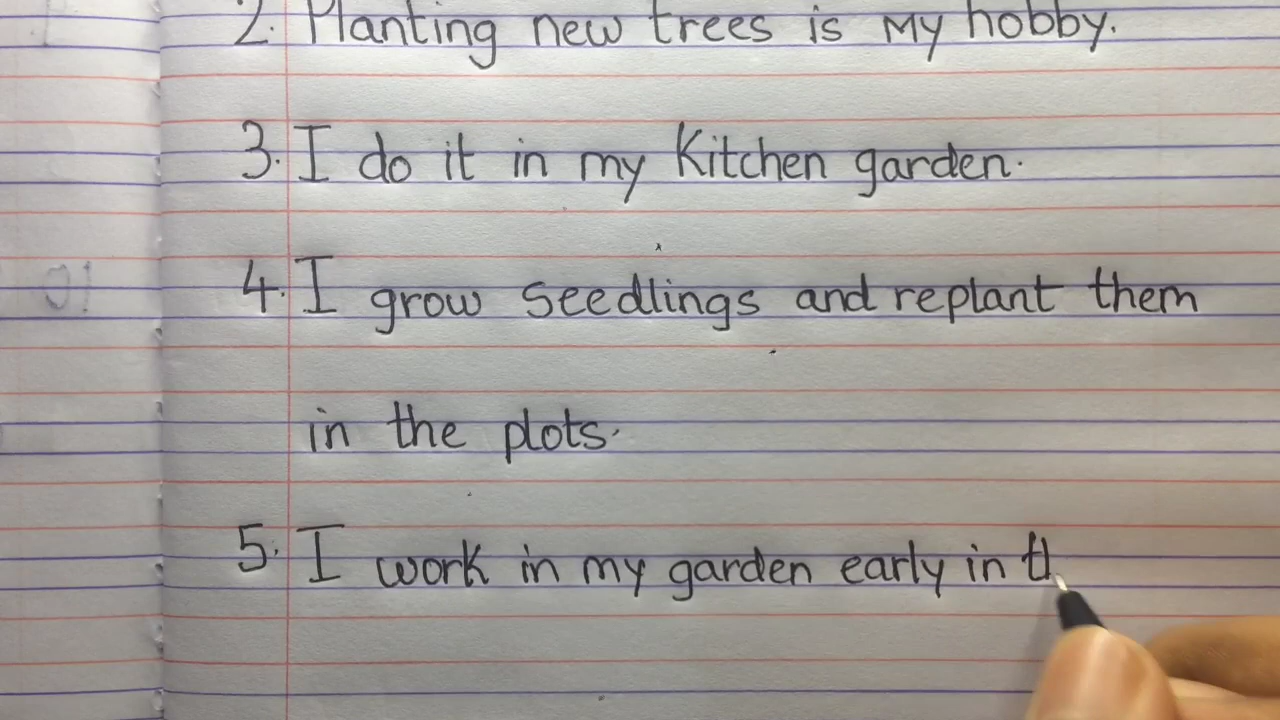 2. Planting new trees is my hobby.
3. I do it in my Kitchen garden.
4. I grow seedlings and replant them
in the plots.
5. I work in my garden early in th